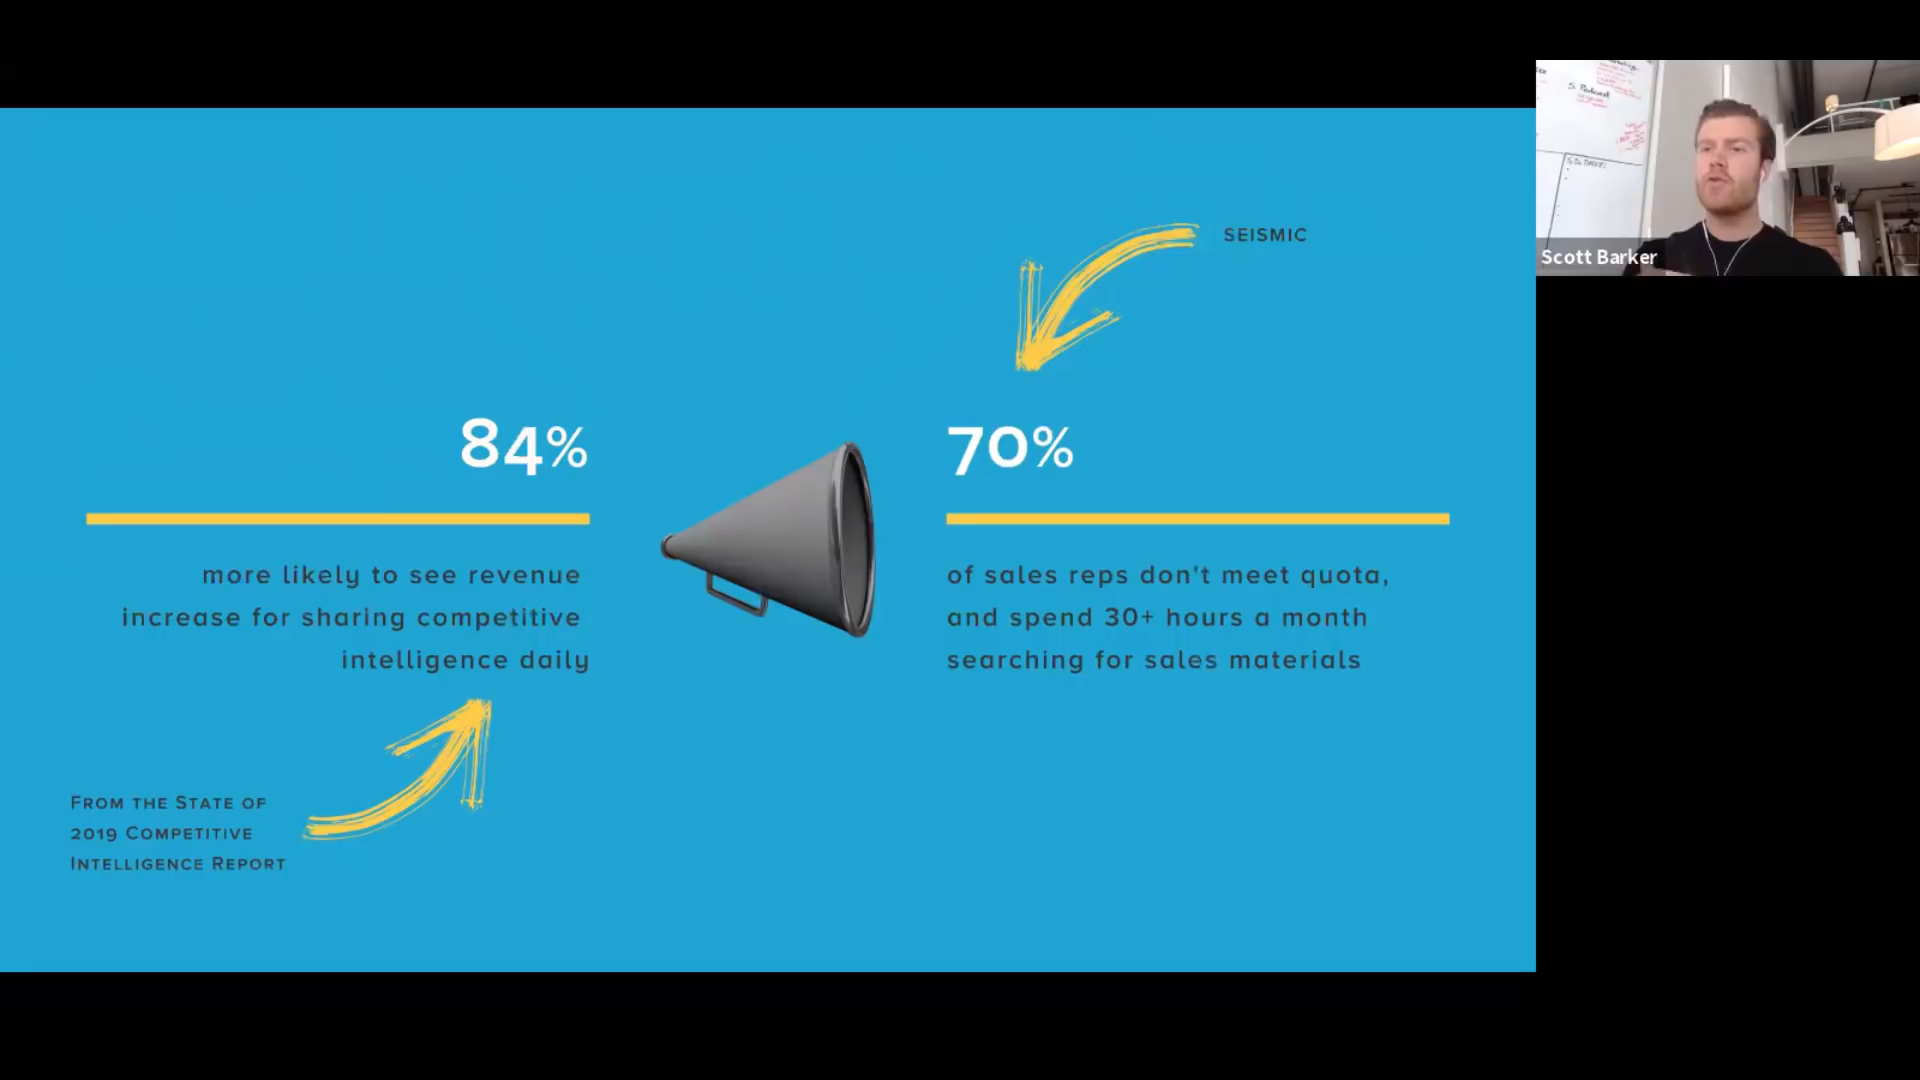 SEISMIC
84%
more likely to see revenue
increase for sharing competitive
intelligence daily
70%
of sales reps don't meet quota,
and spend 30+ hours a month
searching for sales materials
From the State of
2019 Competitive
Intelligence Report
5. Podcast
Scott Barker